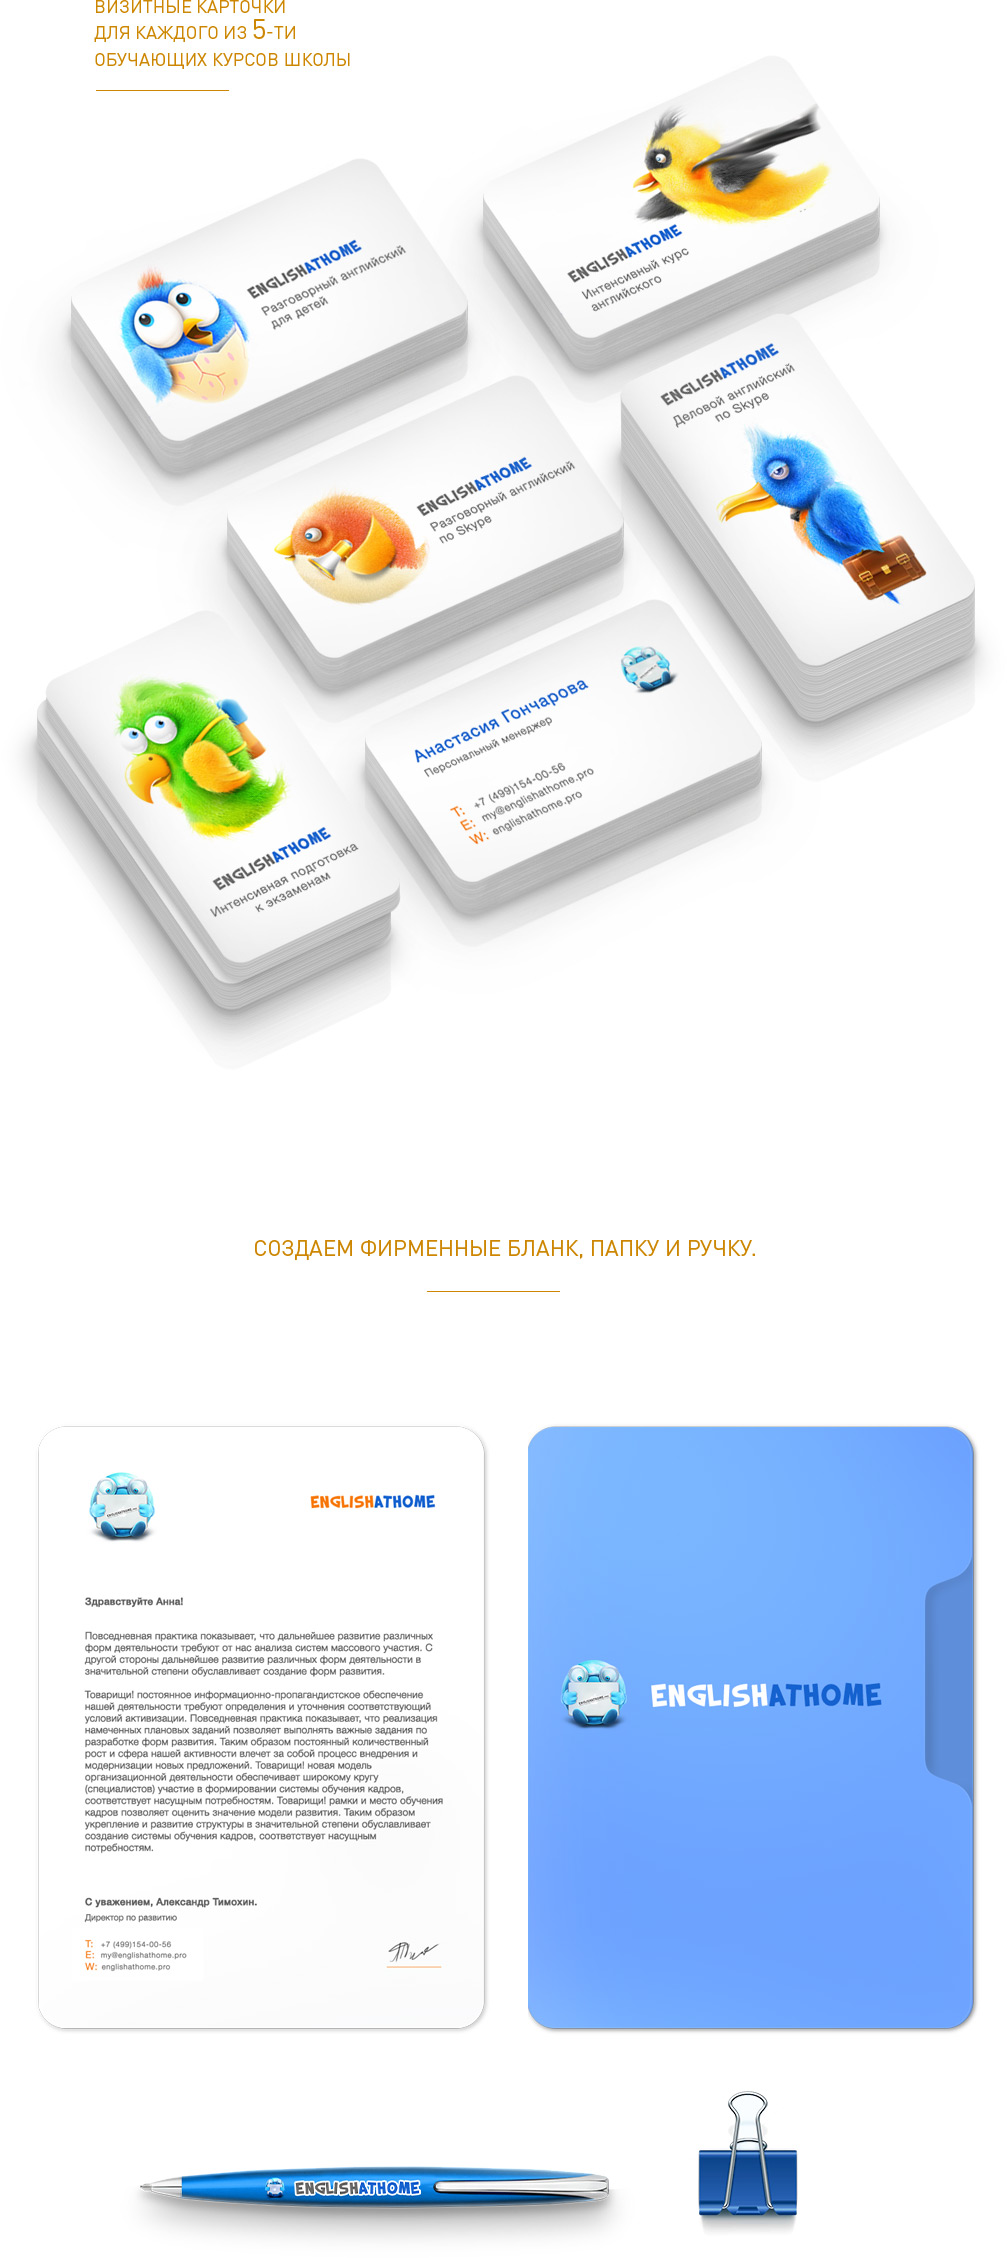 ВИЗИТНЫЕ КАРТОЧКИ
ДЛЯ КАЖДОГО ИЗ 5-ТИ
ОБУЧАЮЩИХ КУРСОВ ШКОЛЫ
ENGLISHATHOME
Интенсивный курс
английского
ENGLISHATHOME
Разговорный английский
для детей
ENGLISHATHOME
Деловой английский
по Skype
ENGLISHATHOME
Разговорный английский
по Skype
Анастасия Гончарова
Персональный менеджер
T: +7 (499)154-00-56
E: my@englishathome.pro
W: englishathome.pro
ENGLISHATHOME
Интенсивная подготовка
к экзаменам
СОЗДАЕМ ФИРМЕННЫЕ БЛАНК, ПАПКУ И РУЧКУ.
ENGLISHATHOME
Здравствуйте Анна!
Повседневная практика показывает, что дальнейшее развитие различных
форм деятельности требуют от нас анализа систем массового участия. С
другой стороны дальнейшее развитие различных форм деятельности в
значительной степени обуславливает создание форм развития.
Товарищи! постоянное информационно-пропагандистское обеспечение
нашей деятельности требуют определения и уточнения соответствующий
условий активизации. Повседневная практика показывает, что реализация
намеченных плановых заданий позволяет выполнять важные задания по
разработке форм развития. Таким образом постоянный количественный
рост и сфера нашей активности влечет за собой процесс внедрения и
модернизации новых предложений. Товарищи! новая модель
организационной деятельности обеспечивает широкому кругу
(специалистов) участие в формировании системы обучения кадров,
соответствует насущным потребностям. Товарищи! рамки и место обучения
кадров позволяет оценить значение модели развития. Таким образом
укрепление и развитие структуры в значительной степени обуславливает
создание системы обучения кадров, соответствует насущным
потребностям.
С уважением, Александр Тимохин.
Директор по развитию
T: +7 (499)154-00-56
E: my@englishathome.pro
W: englishathome.pro
ENGLISHATHOME
ENGLISHATHOME